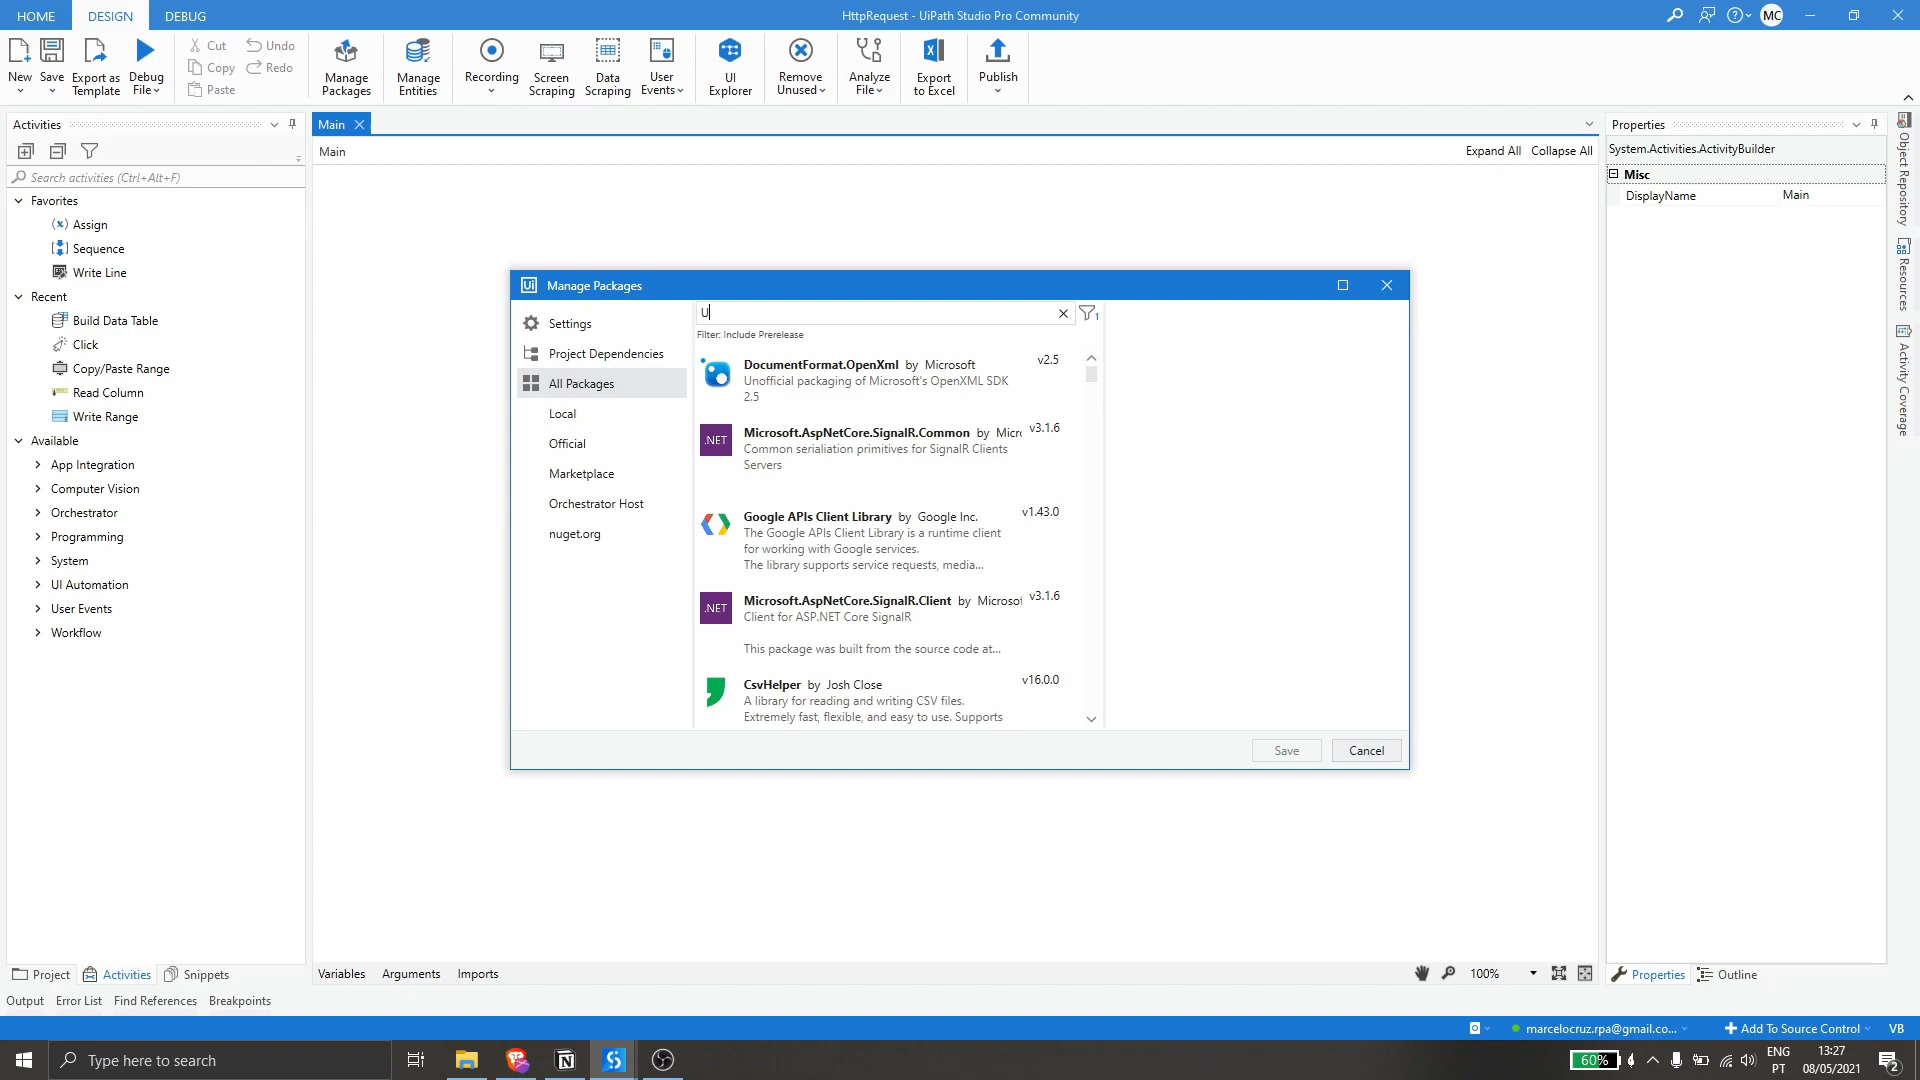 HOME
DESIGN
DEBUG
HttpRequest - UiPath Studio Pro Community
MC
New
Save
Export as
Template
Debug
File
Cut
Copy
Paste
Undo
Redo
Manage
Packages
Manage
Entities
Recording
Screen
Scraping
Data
Scraping
User
Events
UI
Explorer
Remove
Unused
Analyze
File
Export
to Excel
Publish
Activities
Search activities (Ctrl+Alt+F)
Favorites
Assign
Sequence
Write Line
Recent
Build Data Table
Click
Copy/Paste Range
Read Column
Write Range
Available
App Integration
Computer Vision
Orchestrator
Programming
System
UI Automation
User Events
Workflow
Main
Main
Expand All Collapse All
Properties
System.Activities.ActivityBuilder
Misc
DisplayName Main
Object Repository
Resources
Activity Coverage
Ui Manage Packages
Settings
Project Dependencies
All Packages
Local
Official
Marketplace
Orchestrator Host
nuget.org
U
1
Filter: Include Prerelease
DocumentFormat.OpenXml by Microsoft v2.5
Unofficial packaging of Microsoft's OpenXML SDK
2.5
.NET
Microsoft.AspNetCore.SignalR.Common by Micro v3.1.6
Common serialiation primitives for SignalR Clients
Servers
Google APIs Client Library by Google Inc. v1.43.0
The Google APIs Client Library is a runtime client
for working with Google services.
The library supports service requests, media...
.NET
Microsoft.AspNetCore.SignalR.Client by Microsof v3.1.6
Client for ASP.NET Core SignalR
This package was built from the source code at...
CsvHelper by Josh Close v16.0.0
A library for reading and writing CSV files.
Extremely fast, flexible, and easy to use. Supports
Save
Cancel
Project
Activities
Snippets
Variables
Arguments
Imports
100%
Properties
Outline
Output
Error List
Find References
Breakpoints
marcelocruz.rpa@gmail.co...
Add To Source Control
VB
Type here to search
60%
ENG
PT
13:27
08/05/2021
2